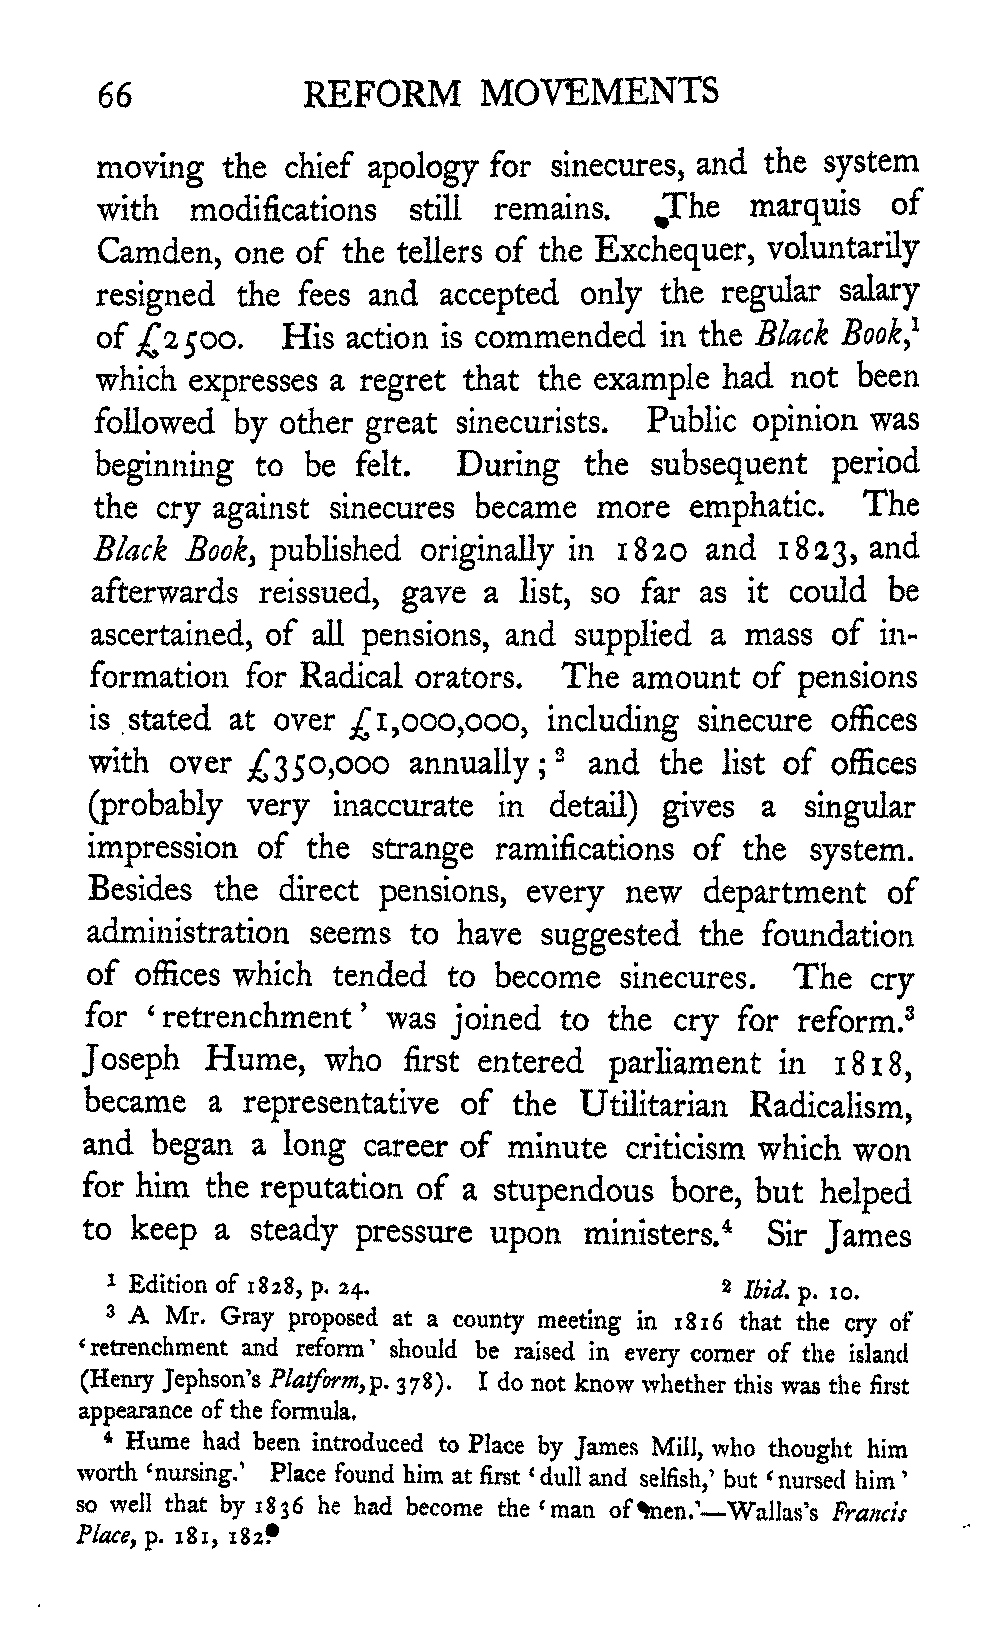 66 REFORM MOVEMENTS
moving the chief apology for sinecures, and the system
with modifications still remains. The marquis of
Camden, one of the tellers of the Exchequer, voluntarily
resigned the fees and accepted only the regular salary
of £2500. His action is commended in the Black Book,¹
which expresses a regret that the example had not been
followed by other great sinecurists. Public opinion was
beginning to be felt. During the subsequent period
the cry against sinecures became more emphatic. The
Black Book, published originally in 1820 and 1823, and
afterwards reissued, gave a list, so far as it could be
ascertained, of all pensions, and supplied a mass of in-
formation for Radical orators. The amount of pensions
is stated at over £1,000,000, including sinecure offices
with over £350,000 annually; ² and the list of offices
(probably very inaccurate in detail) gives a singular
impression of the strange ramifications of the system.
Besides the direct pensions, every new department of
administration seems to have suggested the foundation
of offices which tended to become sinecures. The cry
for ‘retrenchment’ was joined to the cry for reform.³
Joseph Hume, who first entered parliament in 1818,
became a representative of the Utilitarian Radicalism,
and began a long career of minute criticism which won
for him the reputation of a stupendous bore, but helped
to keep a steady pressure upon ministers.⁴ Sir James
¹ Edition of 1828, p. 24. ² Ibid. p. 10.
³ A Mr. Gray proposed at a county meeting in 1816 that the cry of
‘retrenchment and reform’ should be raised in every corner of the island
(Henry Jephson's Platform, p. 378). I do not know whether this was the first
appearance of the formula.
⁴ Hume had been introduced to Place by James Mill, who thought him
worth ‘nursing.’ Place found him at first ‘dull and selfish,’ but ‘nursed him’
so well that by 1836 he had become the ‘man of men.’—Wallas's Francis
Place, p. 181, 182.